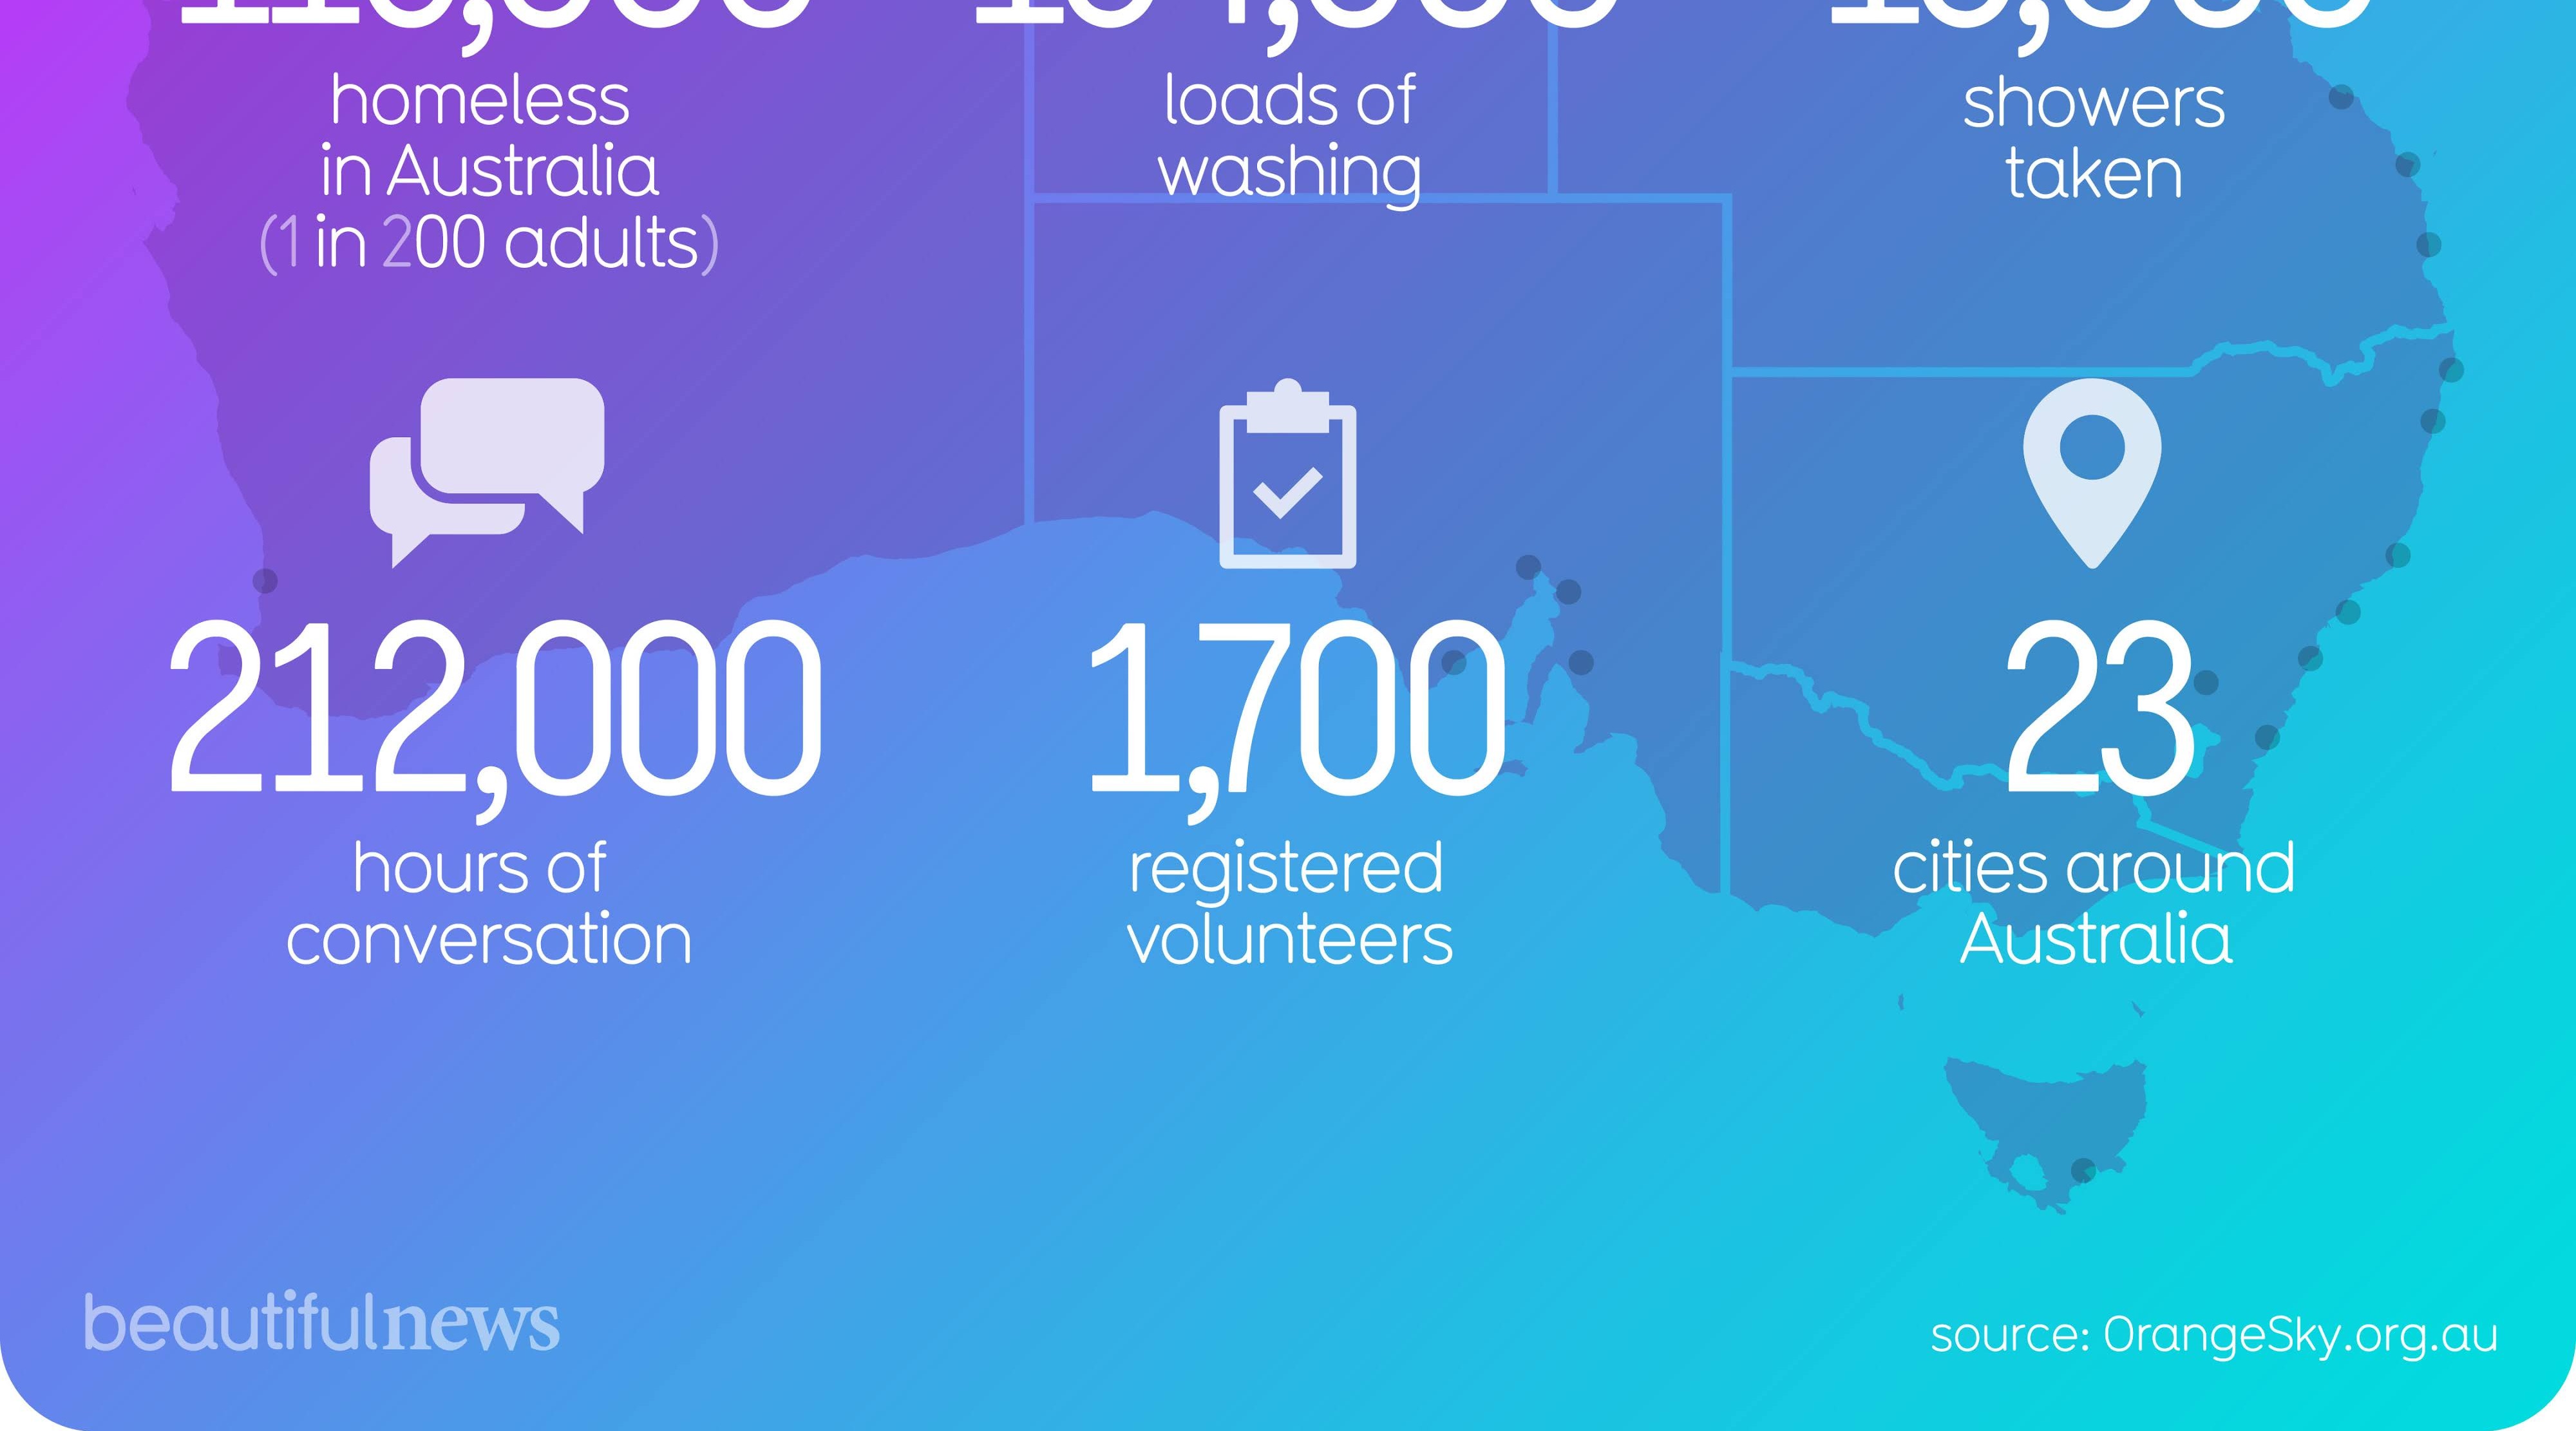 homeless
in Australia
(1 in 200 adults)
loads of
washing
showers
taken
212,000
hours of
conversation
1,700
registered
volunteers
23
cities around
Australia
beautifulnews
source: OrangeSky.org.au